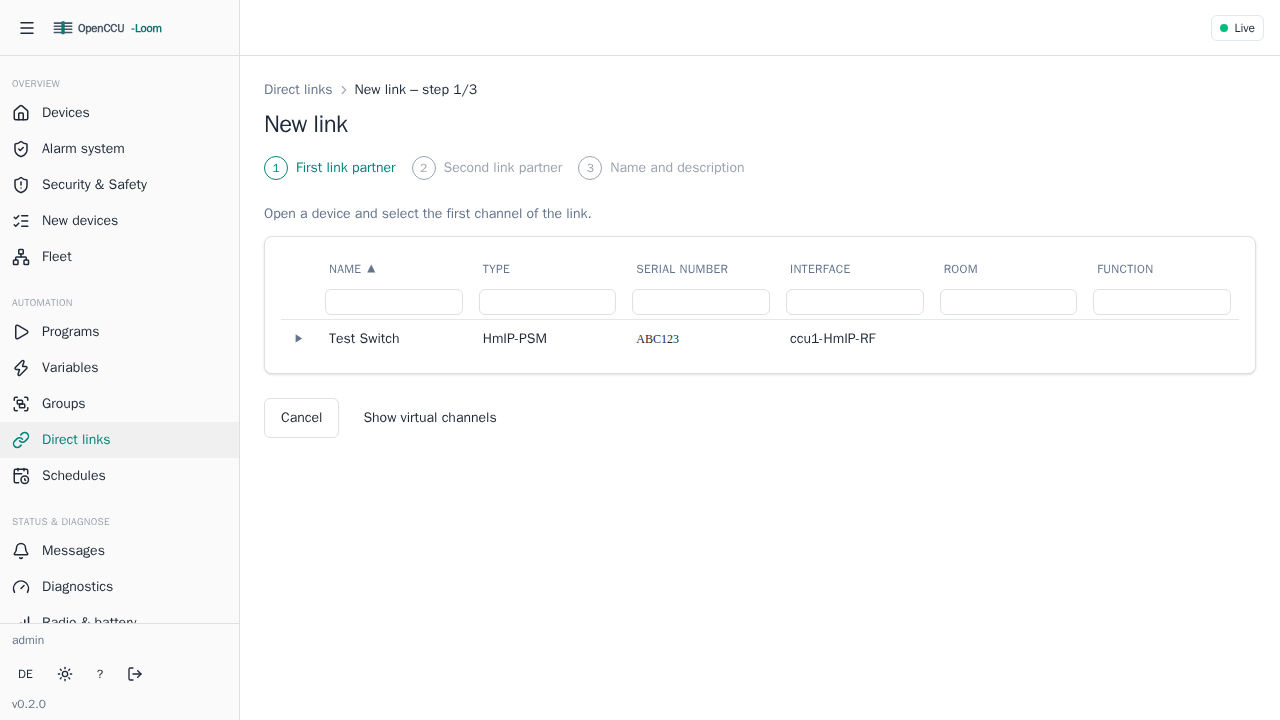 OpenCCU -Loom
Live
OVERVIEW
Devices
Alarm system
Security & Safety
New devices
Fleet
AUTOMATION
Programs
Variables
Groups
Direct links
Schedules
STATUS & DIAGNOSE
Messages
Diagnostics
Radio & battery
admin
DE
?
v0.2.0
Direct links > New link – step 1/3
New link
1 First link partner 2 Second link partner 3 Name and description
Open a device and select the first channel of the link.
NAME ▲ TYPE SERIAL NUMBER INTERFACE ROOM FUNCTION
Test Switch HmIP-PSM ABC123 ccu1-HmIP-RF
Cancel Show virtual channels